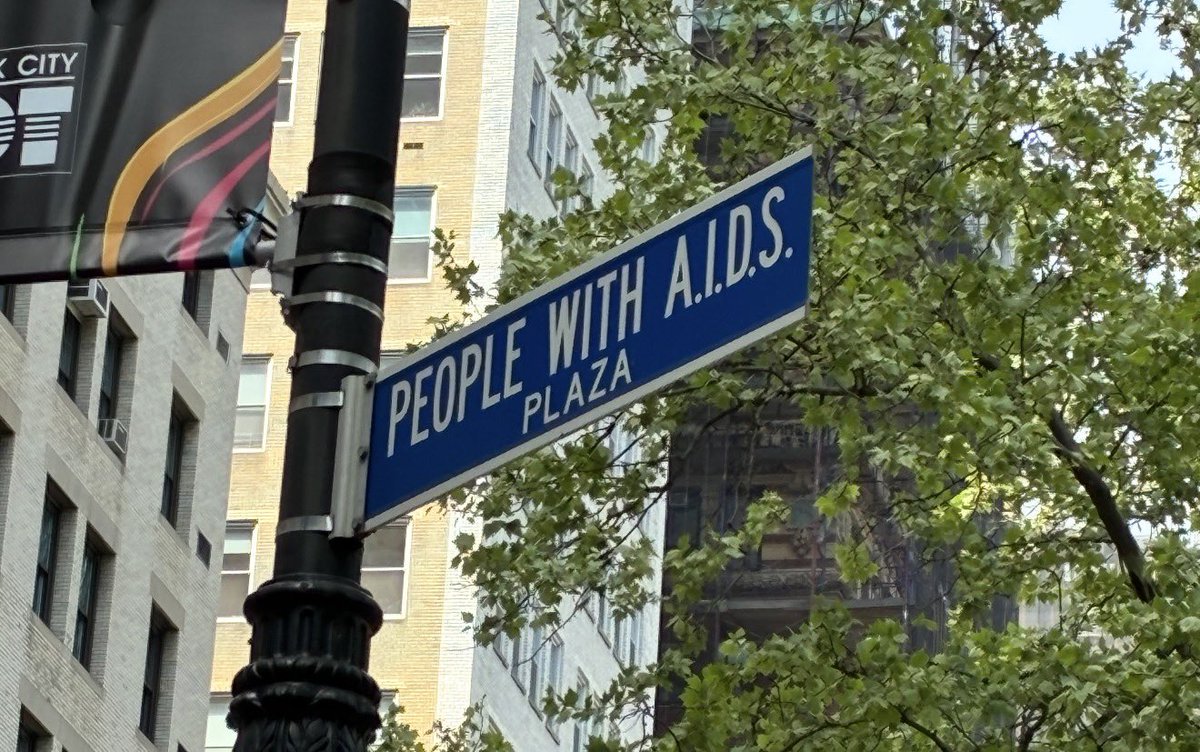 K CITY
PEOPLE WITH A.I.D.S.
PLAZA